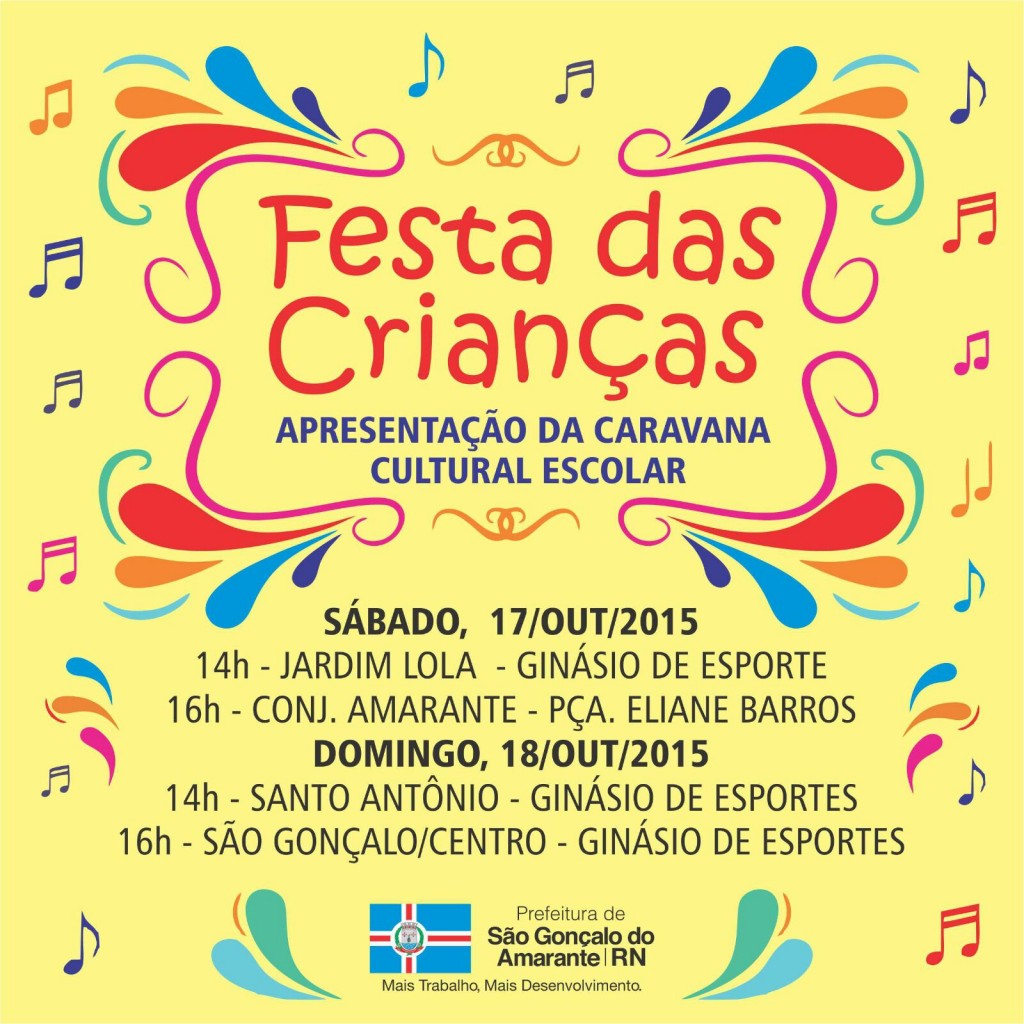 Festa das
Crianças
APRESENTAÇÃO DA CARAVANA
CULTURAL ESCOLAR
SÁBADO, 17/OUT/2015
14h - JARDIM LOLA - GINÁSIO DE ESPORTE
16h - CONJ. AMARANTE - PÇA. ELIANE BARROS
DOMINGO, 18/OUT/2015
14h - SANTO ANTÔNIO - GINÁSIO DE ESPORTES
16h - SÃO GONÇALO/CENTRO - GINÁSIO DE ESPORTES
Prefeitura de
São Gonçalo do
Amarante|RN
Mais Trabalho, Mais Desenvolvimento.